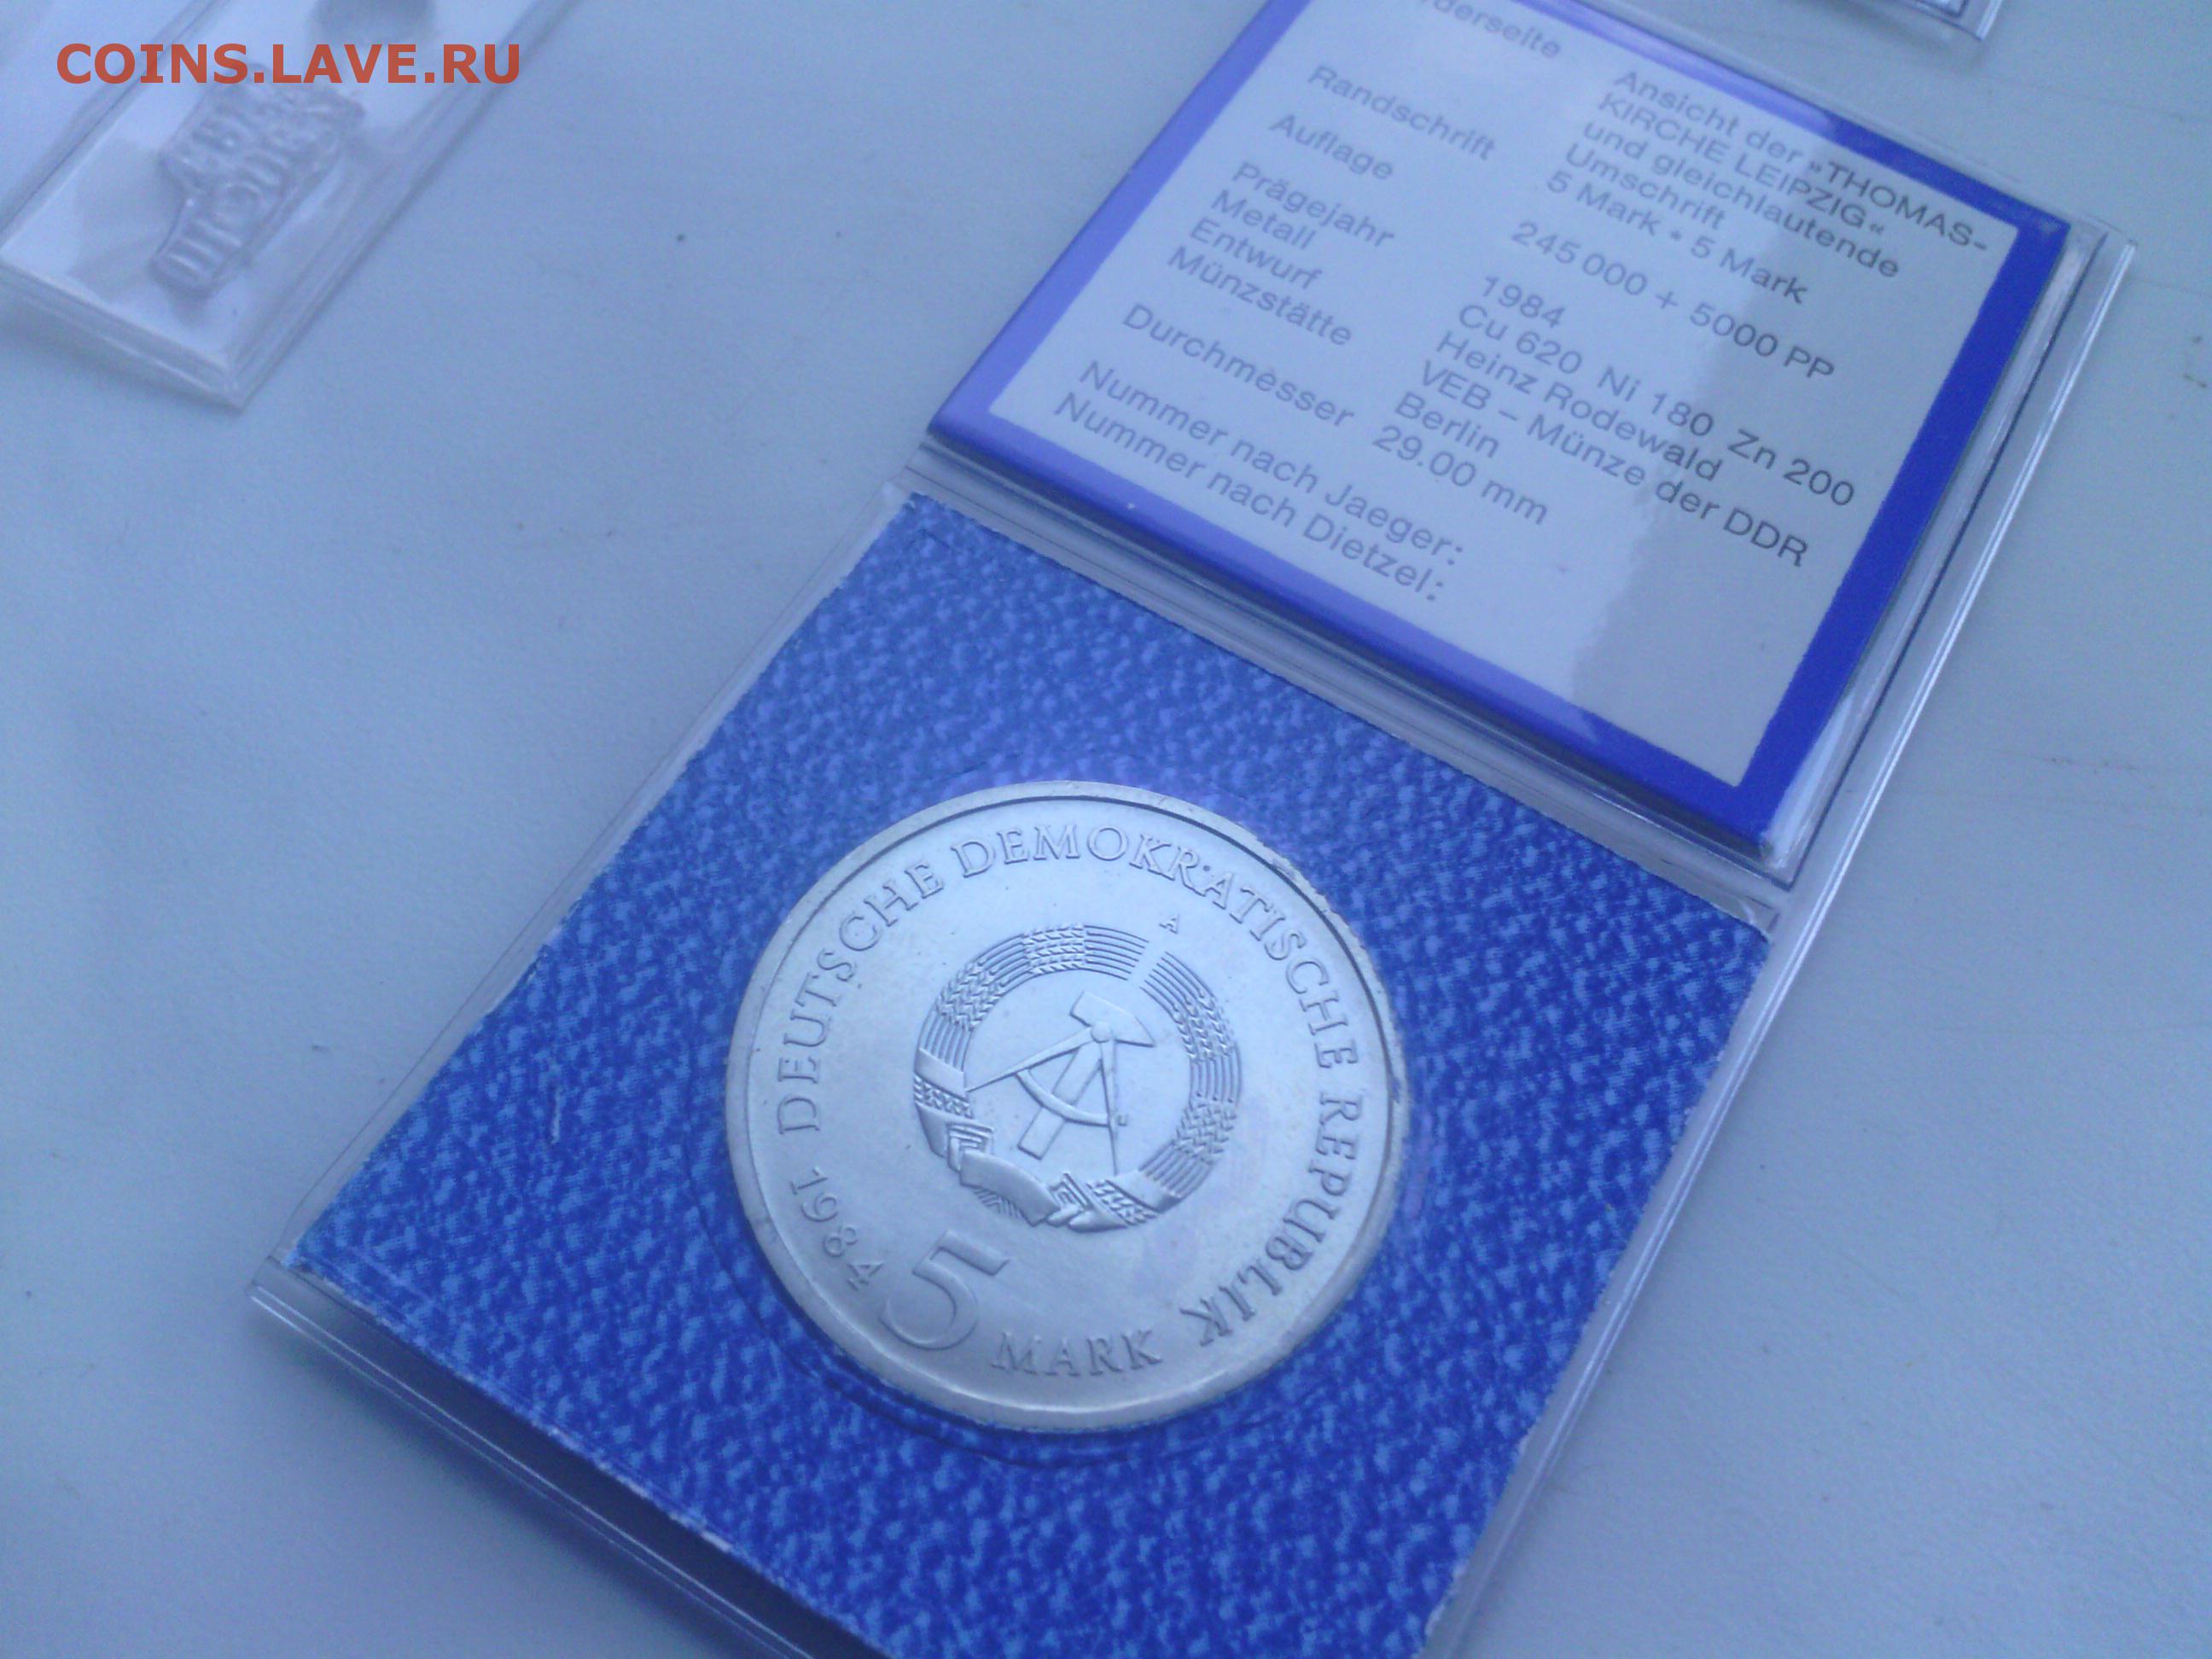 COINS.LAVE.RU
Ansicht der »THOMAS-
KIRCHE LEIPZIG«
und gleichlautende
Umschrift
Randschrift 5 Mark • 5 Mark
Auflage 245 000 + 5000 PP
Prägejahr 1984
Metall Cu 620 Ni 180 Zn 200
Entwurf Heinz Rodewald
Münzstätte VEB – Münze der DDR
Berlin
Durchmesser 29.00 mm
Nummer nach Jaeger:
Nummer nach Dietzel:
DEUTSCHE DEMOKRATISCHE REPUBLIK
A
1984
5
MARK